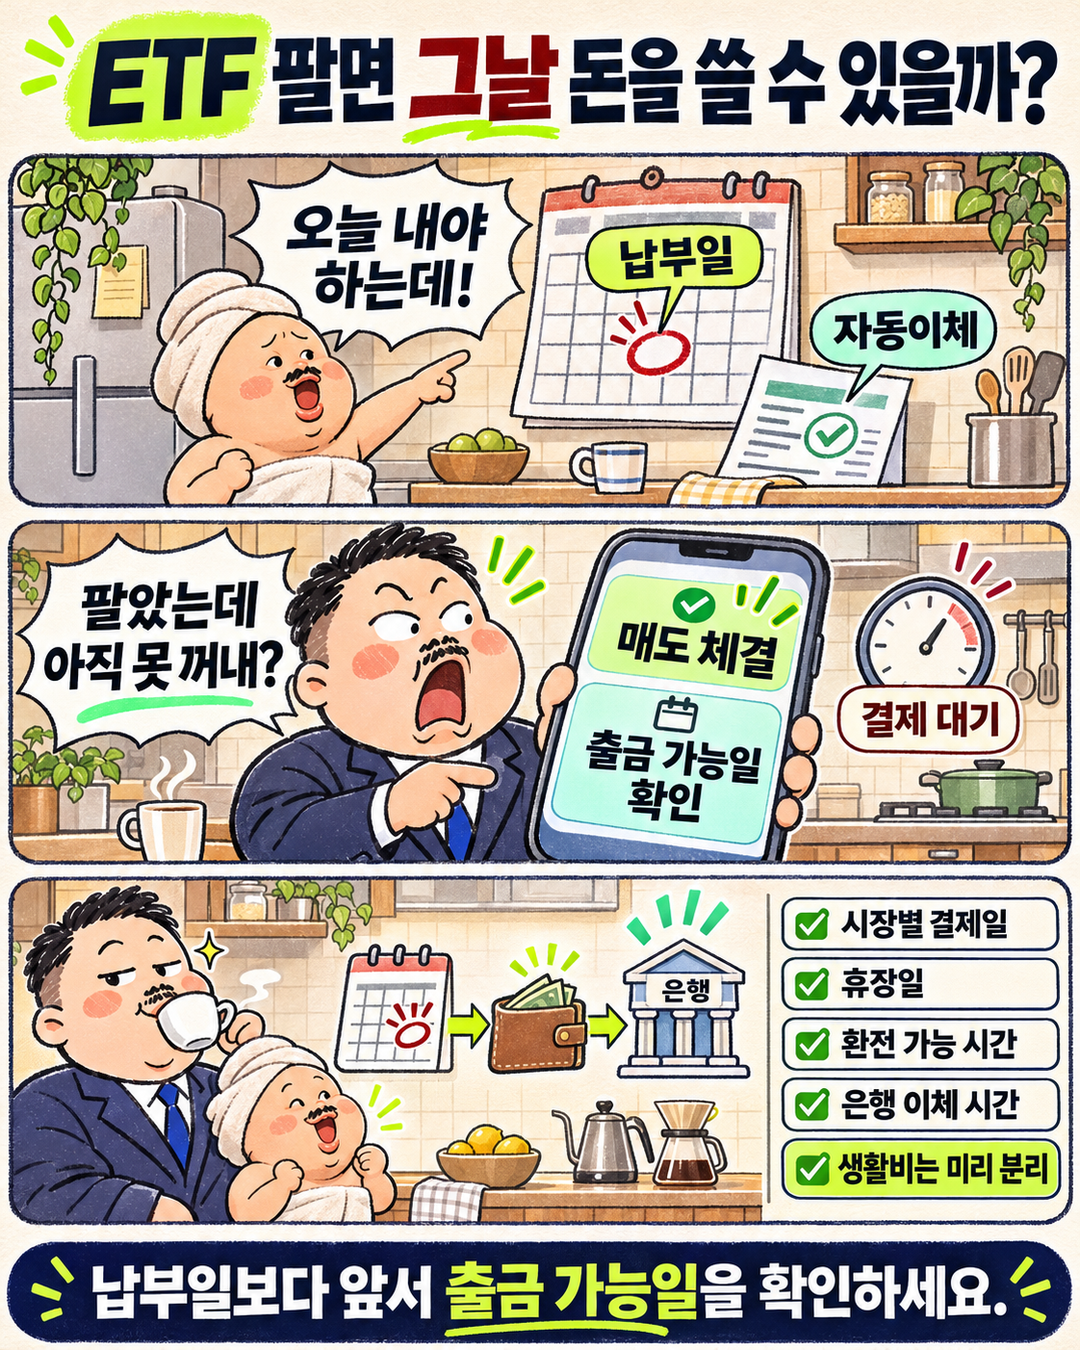 ETF 팔면 그날 돈을 쓸 수 있을까?
오늘 내야
하는데!
납부일
자동이체
팔았는데
아직 못 꺼내?
매도 체결
출금 가능일
확인
결제 대기
은행
시장별 결제일
휴장일
환전 가능 시간
은행 이체 시간
생활비는 미리 분리
납부일보다 앞서 출금 가능일을 확인하세요.